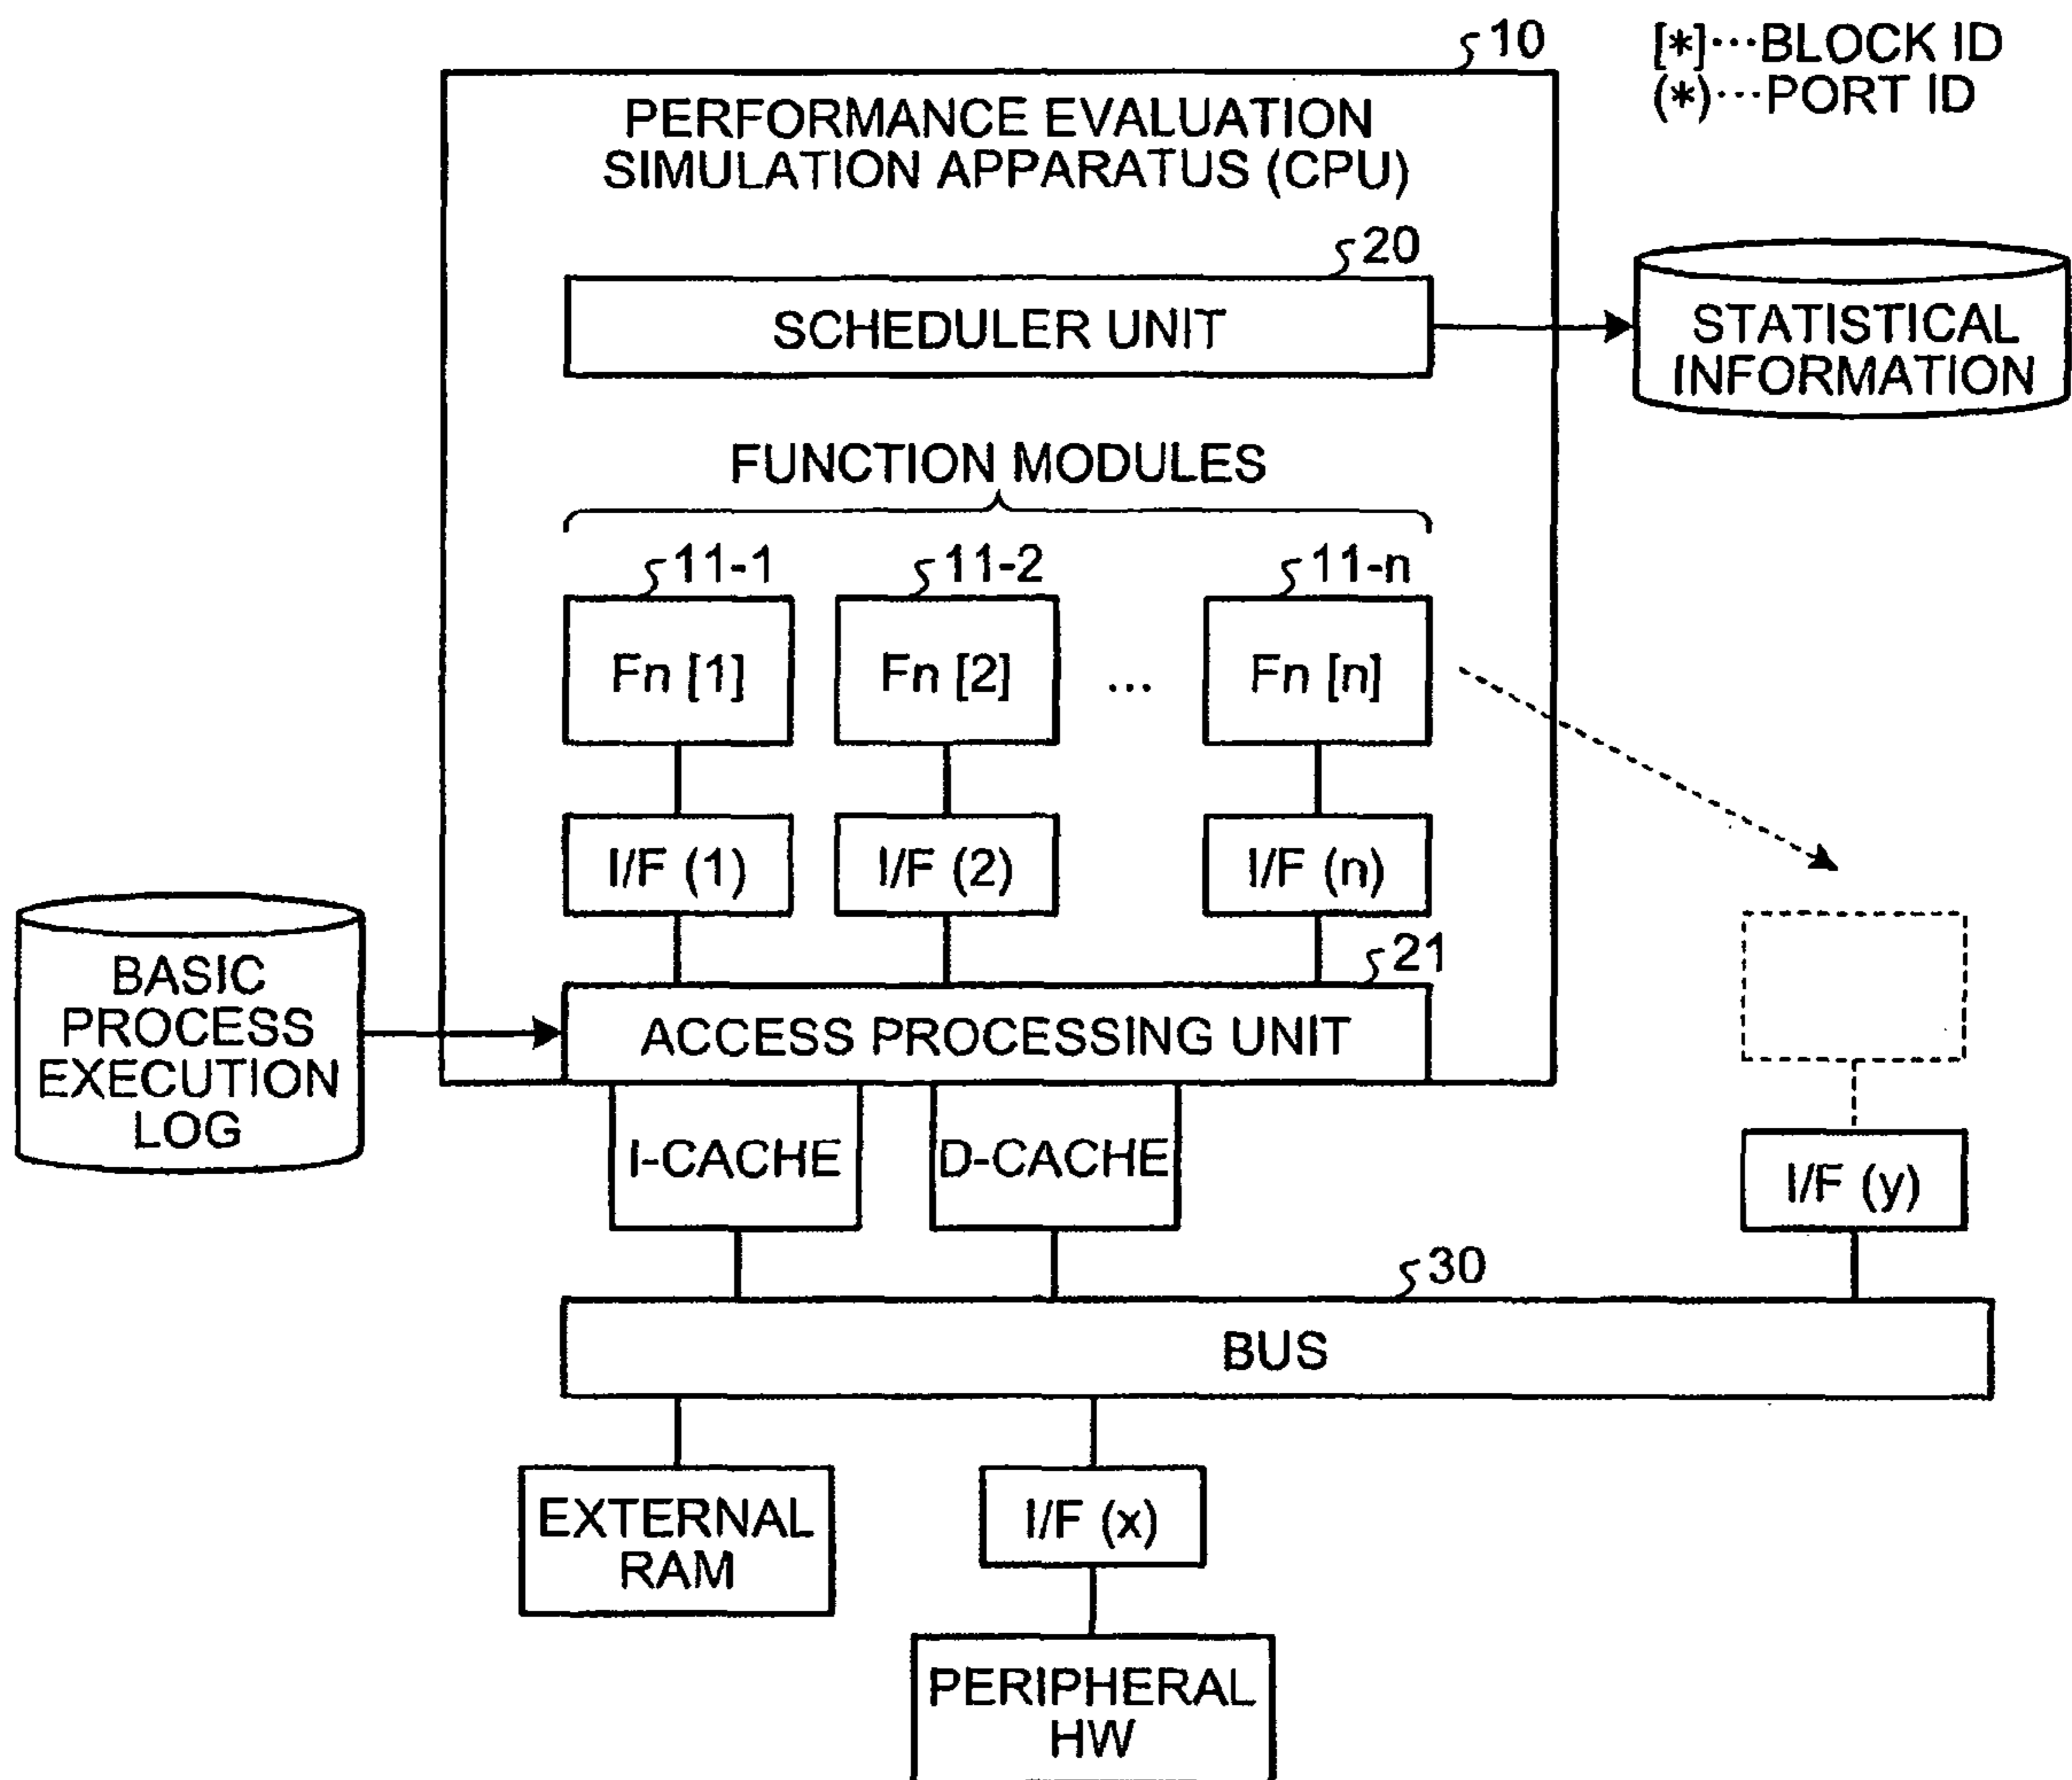 10
[*]···BLOCK ID
(*)···PORT ID
PERFORMANCE EVALUATION
SIMULATION APPARATUS (CPU)
20
SCHEDULER UNIT
STATISTICAL
INFORMATION
FUNCTION MODULES
11-1
11-2
11-n
Fn [1]
Fn [2]
...
Fn [n]
I/F (1)
I/F (2)
I/F (n)
21
BASIC
PROCESS
EXECUTION
LOG
ACCESS PROCESSING UNIT
I-CACHE
D-CACHE
I/F (y)
30
BUS
EXTERNAL
RAM
I/F (x)
PERIPHERAL
HW